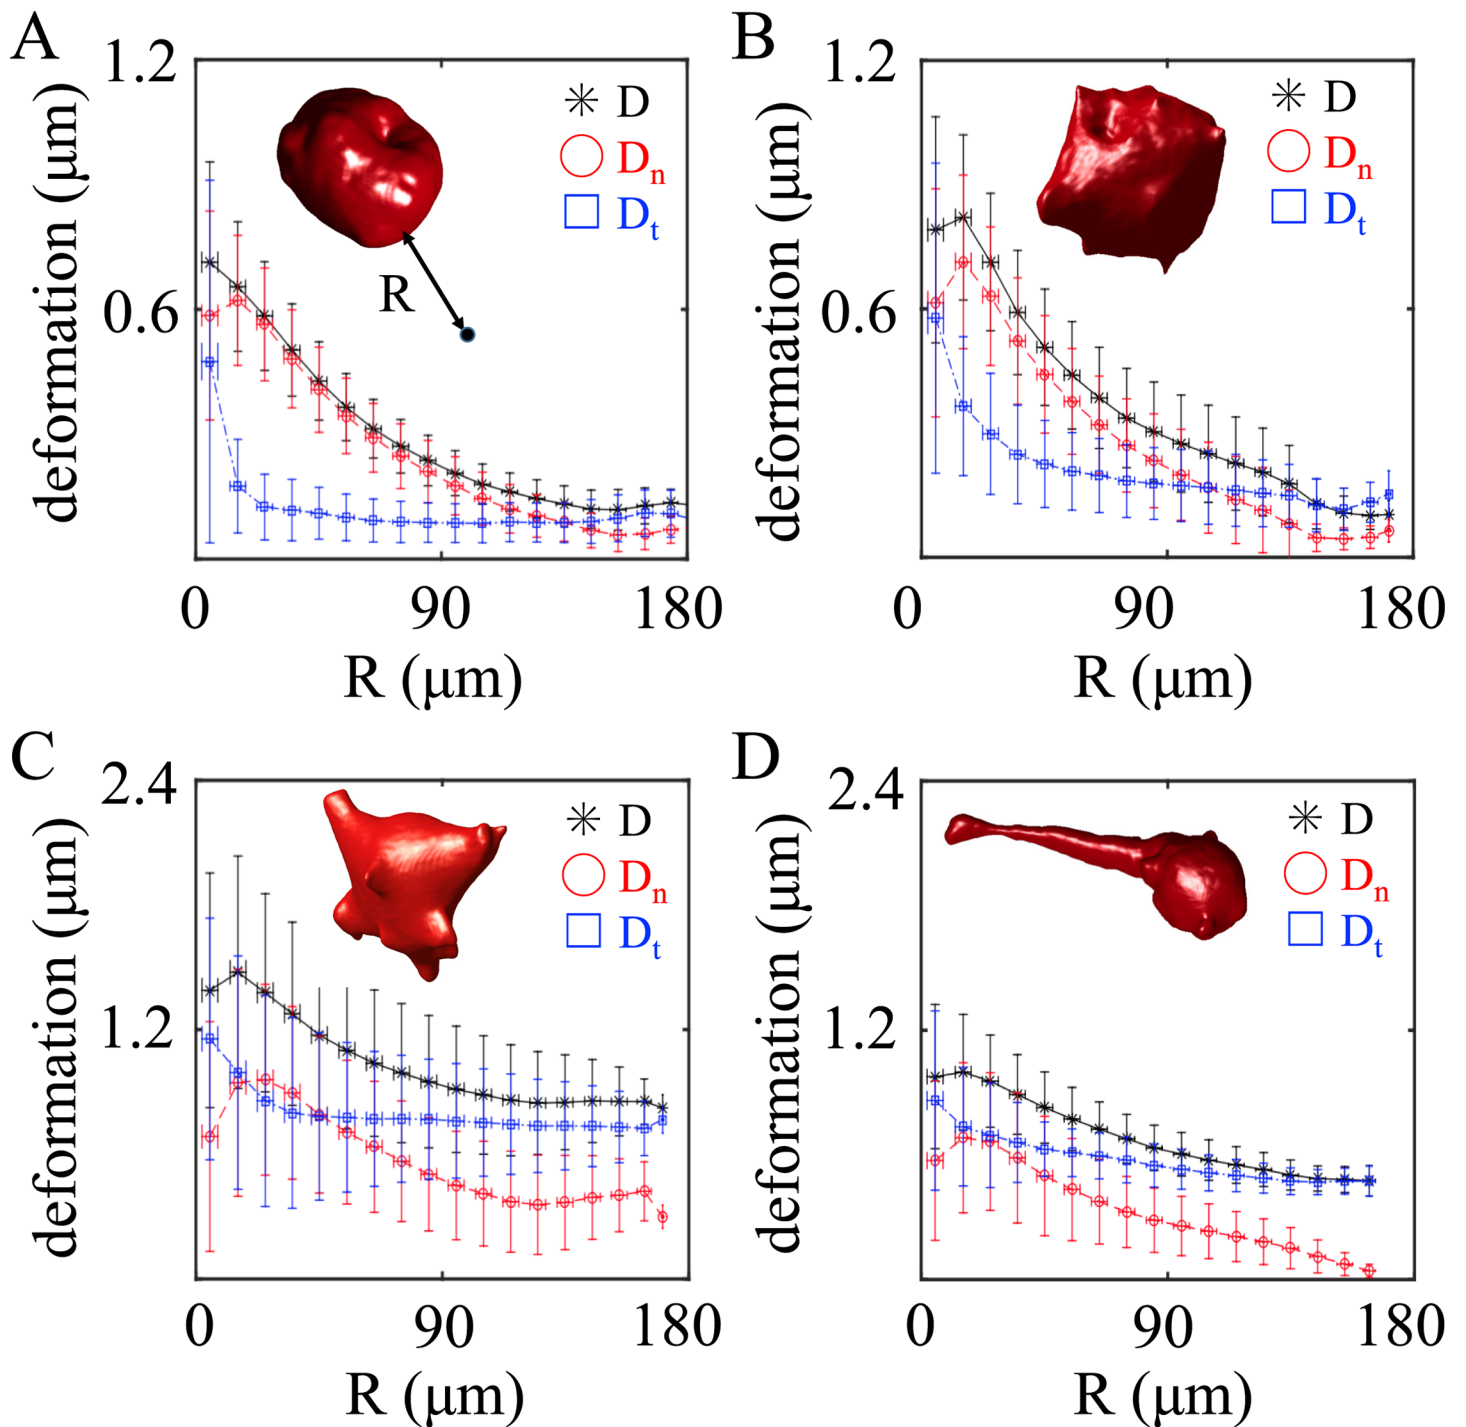 A
1.2
0.6
deformation (μm)
D
Dn
Dt
R
0
90
180
R (μm)
B
1.2
0.6
deformation (μm)
D
Dn
Dt
0
90
180
R (μm)
C
2.4
1.2
deformation (μm)
D
Dn
Dt
0
90
180
R (μm)
D
2.4
1.2
deformation (μm)
D
Dn
Dt
0
90
180
R (μm)